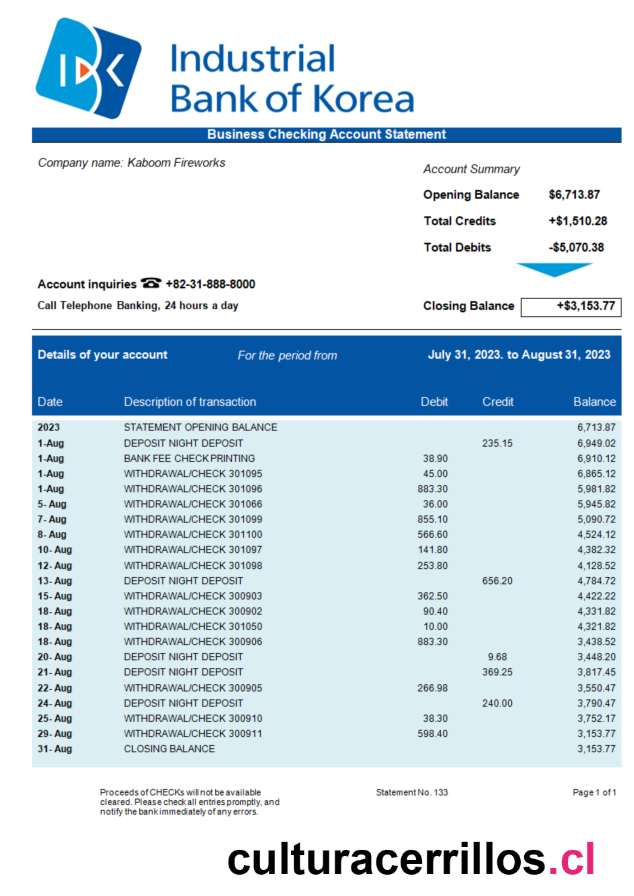 IBK
Industrial
Bank of Korea
Business Checking Account Statement
Company name: Kaboom Fireworks
Account Summary
Opening Balance $6,713.87
Total Credits +$1,510.28
Total Debits -$5,070.38
Account inquiries ☎ +82-31-888-8000
Call Telephone Banking, 24 hours a day
Closing Balance +$3,153.77
Details of your account For the period from July 31, 2023. to August 31, 2023
Date Description of transaction Debit Credit Balance
2023 STATEMENT OPENING BALANCE 6,713.87
1-Aug DEPOSIT NIGHT DEPOSIT 235.15 6,949.02
1-Aug BANK FEE CHECK PRINTING 38.90 6,910.12
1-Aug WITHDRAWAL/CHECK 301095 45.00 6,865.12
1-Aug WITHDRAWAL/CHECK 301096 883.30 5,981.82
5- Aug WITHDRAWAL/CHECK 301066 36.00 5,945.82
7- Aug WITHDRAWAL/CHECK 301099 855.10 5,090.72
8- Aug WITHDRAWAL/CHECK 301100 566.60 4,524.12
10- Aug WITHDRAWAL/CHECK 301097 141.80 4,382.32
12- Aug WITHDRAWAL/CHECK 301098 253.80 4,128.52
13- Aug DEPOSIT NIGHT DEPOSIT 656.20 4,784.72
15- Aug WITHDRAWAL/CHECK 300903 362.50 4,422.22
18- Aug WITHDRAWAL/CHECK 300902 90.40 4,331.82
18- Aug WITHDRAWAL/CHECK 301050 10.00 4,321.82
18- Aug WITHDRAWAL/CHECK 300906 883.30 3,438.52
20- Aug DEPOSIT NIGHT DEPOSIT 9.68 3,448.20
21- Aug DEPOSIT NIGHT DEPOSIT 369.25 3,817.45
22- Aug WITHDRAWAL/CHECK 300905 266.98 3,550.47
24- Aug DEPOSIT NIGHT DEPOSIT 240.00 3,790.47
25- Aug WITHDRAWAL/CHECK 300910 38.30 3,752.17
29- Aug WITHDRAWAL/CHECK 300911 598.40 3,153.77
31- Aug CLOSING BALANCE 3,153.77
Proceeds of CHECKs will not be available
cleared. Please check all entries promptly, and
notify the bank immediately of any errors.
Statement No. 133
Page 1 of 1
culturacerrillos.cl